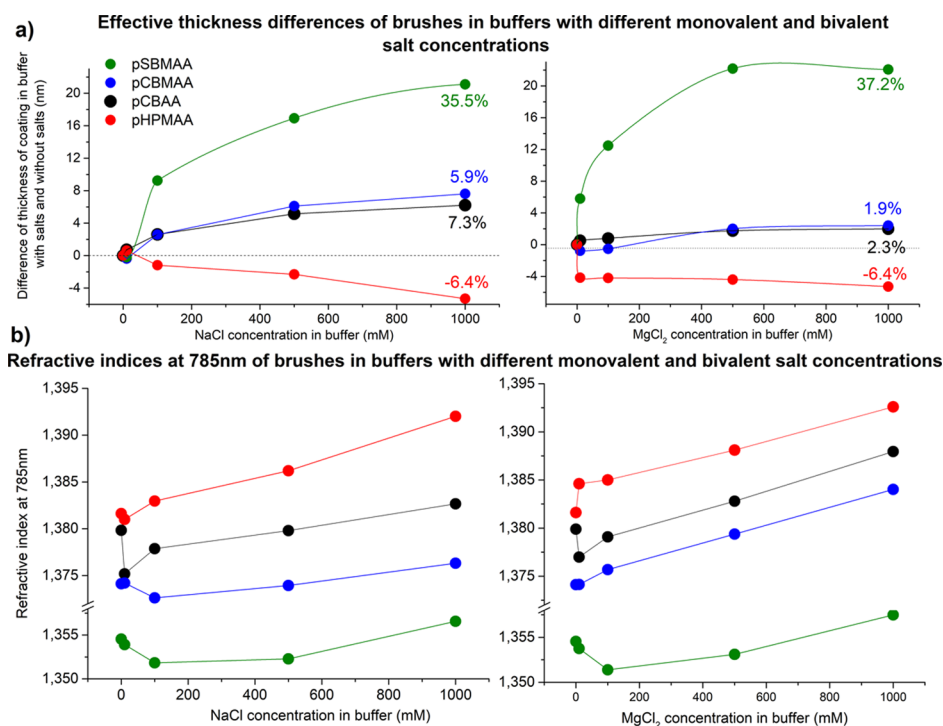 Effective thickness differences of brushes in buffers with different monovalent and bivalent
a)
salt concentrations
pSBMAA
pCBMAA
pCBAA
pHPMAA
Difference of thickness of coating in buffer
with salts and without salts (nm)
20
16
12
8
4
0
-4
35.5%
5.9%
7.3%
-6.4%
0 200 400 600 800 1000
NaCl concentration in buffer (mM)
20
16
12
8
4
0
-4
37.2%
1.9%
2.3%
-6.4%
0 200 400 600 800 1000
MgCl₂ concentration in buffer (mM)
b)
Refractive indices at 785nm of brushes in buffers with different monovalent and bivalent salt concentrations
Refractive index at 785nm
1,395
1,390
1,385
1,380
1,375
1,355
1,350
0 200 400 600 800 1000
NaCl concentration in buffer (mM)
1,395
1,390
1,385
1,380
1,375
1,355
1,350
0 200 400 600 800 1000
MgCl₂ concentration in buffer (mM)